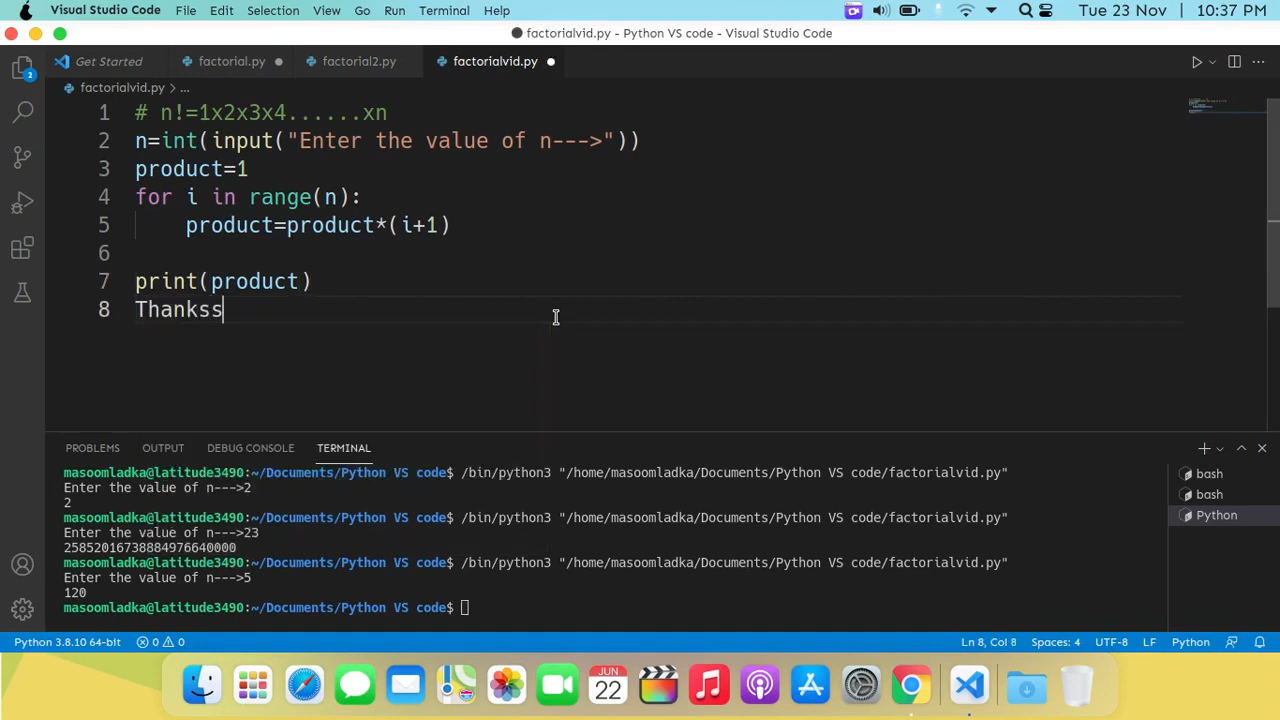 Visual Studio Code File Edit Selection View Go Run Terminal Help Tue 23 Nov 10:37 PM
factorialvid.py - Python VS code - Visual Studio Code
Get Started factorial.py factorial2.py factorialvid.py
factorialvid.py > ...
1 # n!=1x2x3x4......xn
2 n=int(input("Enter the value of n--->"))
3 product=1
4 for i in range(n):
5 product=product*(i+1)
6
7 print(product)
8 Thankss
PROBLEMS OUTPUT DEBUG CONSOLE TERMINAL
masoomladka@latitude3490:~/Documents/Python VS code$ /bin/python3 "/home/masoomladka/Documents/Python VS code/factorialvid.py"
Enter the value of n--->2
2
masoomladka@latitude3490:~/Documents/Python VS code$ /bin/python3 "/home/masoomladka/Documents/Python VS code/factorialvid.py"
Enter the value of n--->23
25852016738884976640000
masoomladka@latitude3490:~/Documents/Python VS code$ /bin/python3 "/home/masoomladka/Documents/Python VS code/factorialvid.py"
Enter the value of n--->5
120
masoomladka@latitude3490:~/Documents/Python VS code$
bash
bash
Python
2
Python 3.8.10 64-bit 0 0 Ln 8, Col 8 Spaces: 4 UTF-8 LF Python
JUN
22